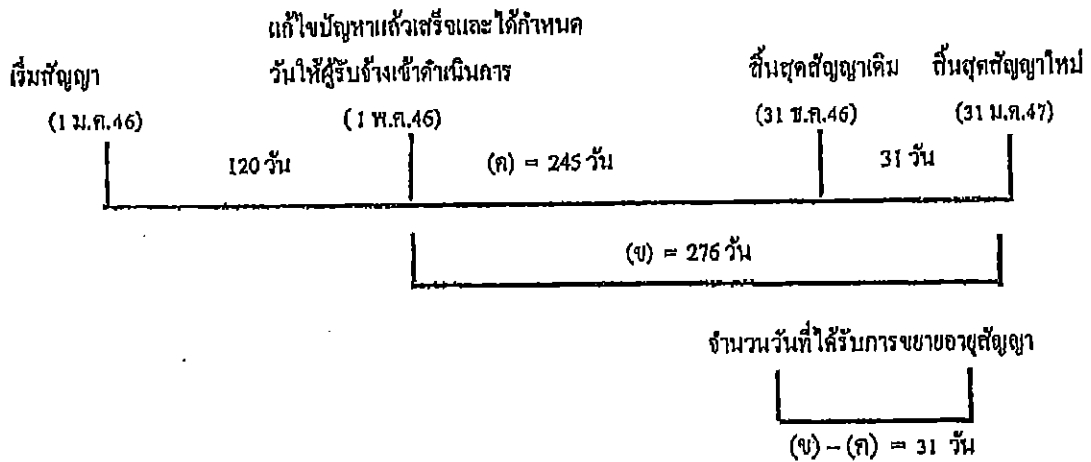 แก้ไขปัญหาแล้วเสร็จและได้กำหนด
วันให้ผู้รับจ้างเข้าดำเนินการ
เริ่มสัญญา
สิ้นสุดสัญญาเดิม
สิ้นสุดสัญญาใหม่
(1 ม.ค.46)
(1 พ.ค.46)
(31 ธ.ค.46)
(31 ม.ค.47)
120 วัน
(ค) = 245 วัน
31 วัน
(ข) = 276 วัน
จำนวนวันที่ได้รับการขยายอายุสัญญา
(ข) – (ค) = 31 วัน